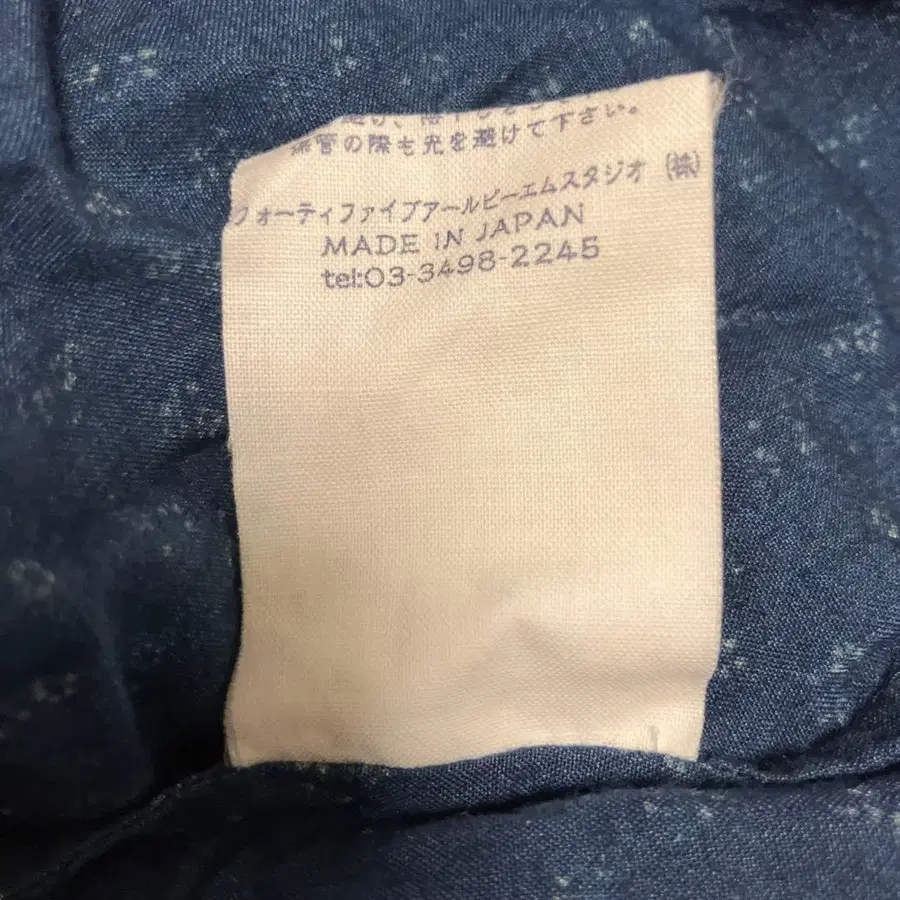 保管の際も光を避けて下さい。
フォーティファイブアールピーエムスタジオ (株)
MADE IN JAPAN
tel:03-3498-2245